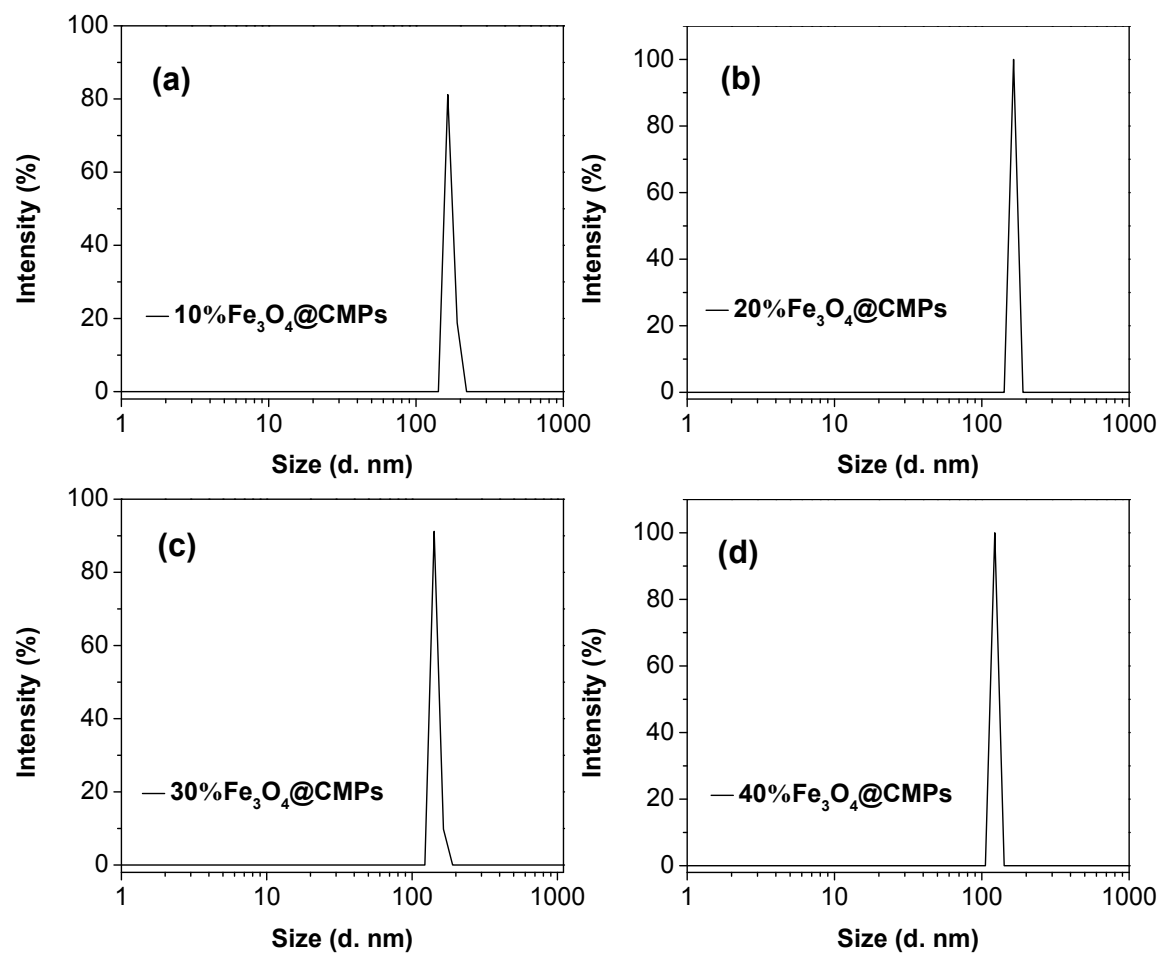 (a)
Intensity (%)
100
80
60
40
20
0
— 10%Fe₃O₄@CMPs
1 10 100 1000
Size (d. nm)
(b)
Intensity (%)
100
80
60
40
20
0
— 20%Fe₃O₄@CMPs
1 10 100 1000
Size (d. nm)
(c)
Intensity (%)
100
80
60
40
20
0
— 30%Fe₃O₄@CMPs
1 10 100 1000
Size (d. nm)
(d)
Intensity (%)
100
80
60
40
20
0
— 40%Fe₃O₄@CMPs
1 10 100 1000
Size (d. nm)